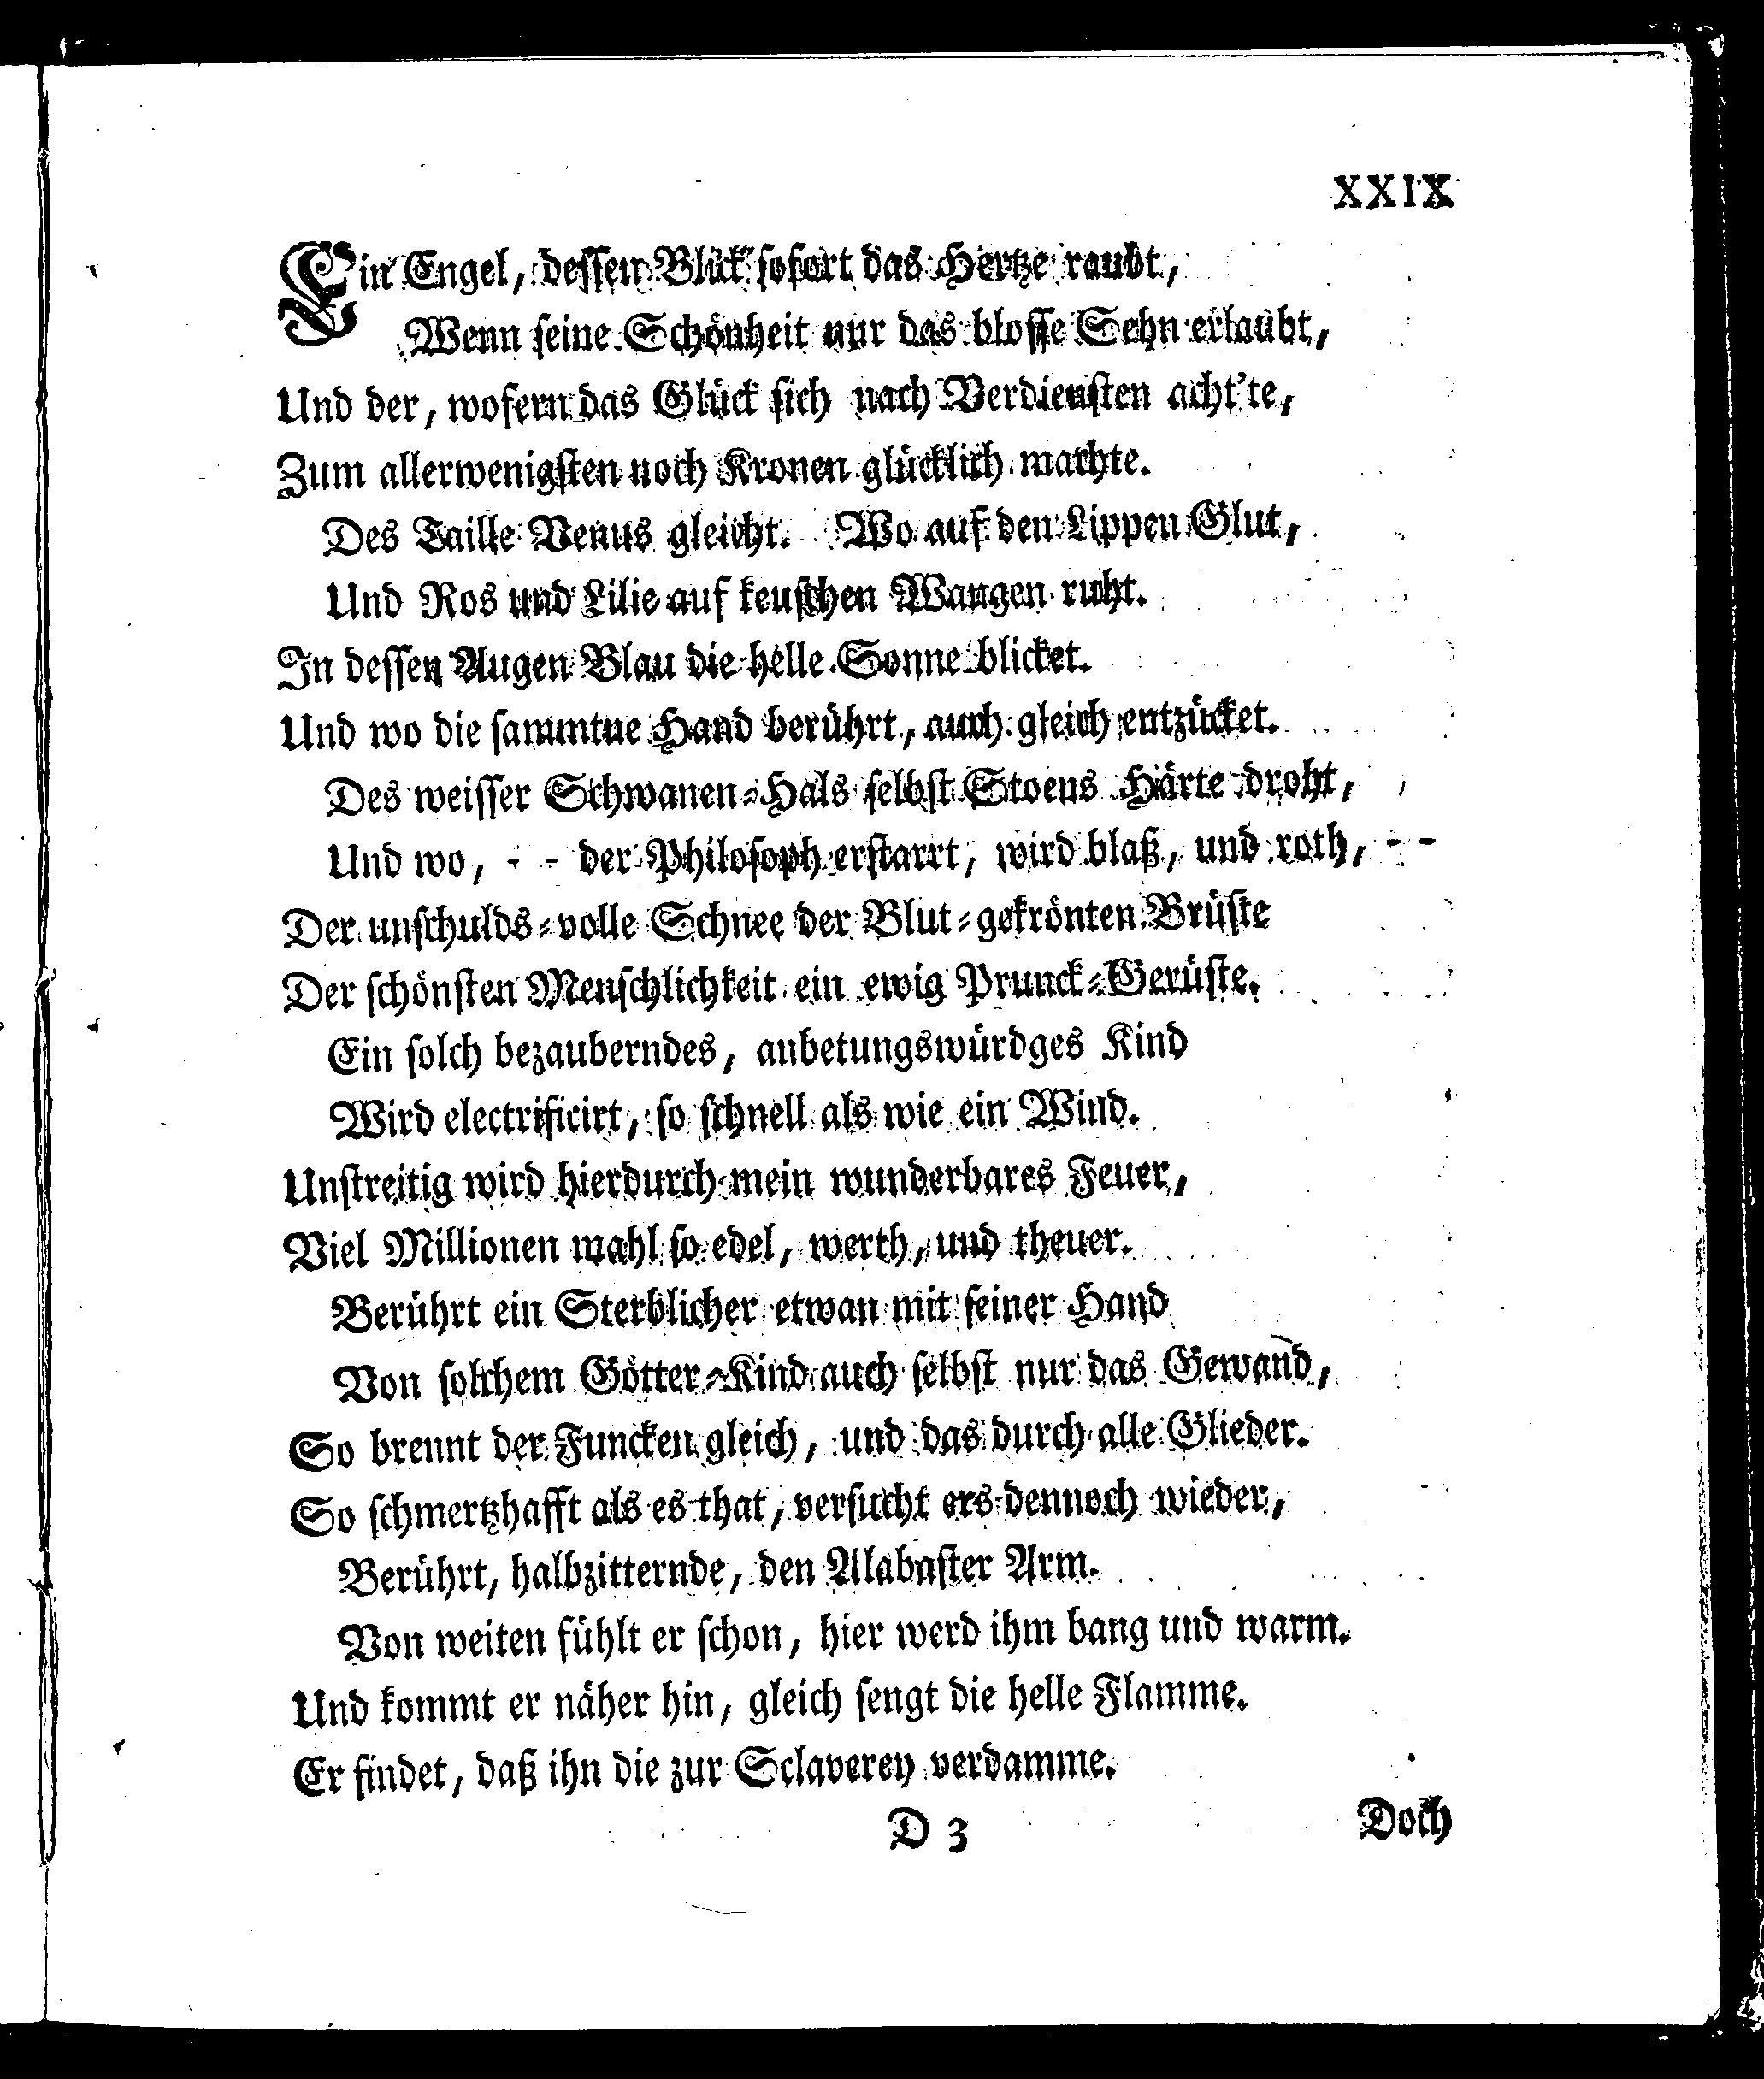 XXIX
Ein Engel, dessen Blick sofort das Hertze raubt,
Wenn seine Schönheit nur das blosse Sehn erlaubt,
Und der, wofern das Glück sich nach Verdiensten acht'te,
Zum allerwenigsten noch Kronen glücklich machte.
Des Taille Venus gleicht. Wo auf den Lippen Glut,
Und Ros und Lilie auf keuschen Wangen ruht.
In dessen Augen Blau die helle Sonne blicket.
Und wo die sammtne Hand berührt, auch gleich entzücket.
Des weisser Schwanen-Hals selbst Stoens Härte droht,
Und wo, - - der Philosoph erstarrt, wird blaß, und roth, - -
Der unschulds-volle Schnee der Blut-gekrönten Brüste
Der schönsten Menschlichkeit ein ewig Prunck-Gerüste.
Ein solch bezauberndes, anbetungswürdges Kind
Wird electrificirt, so schnell als wie ein Wind.
Unstreitig wird hierdurch mein wunderbares Feuer,
Viel Millionen mahl so edel, werth, und theuer.
Berührt ein Sterblicher etwan mit seiner Hand
Von solchem Götter-Kind auch selbst nur das Gewand,
So brennt der Funcken gleich, und das durch alle Glieder.
So schmertzhafft als es that, versucht ers dennoch wieder,
Berührt, halbzitternde, den Alabaster Arm.
Von weiten fühlt er schon, hier werd ihm bang und warm.
Und kommt er näher hin, gleich sengt die helle Flamme.
Er findet, daß ihn die zur Sclaverey verdamme.
D 3 Doch